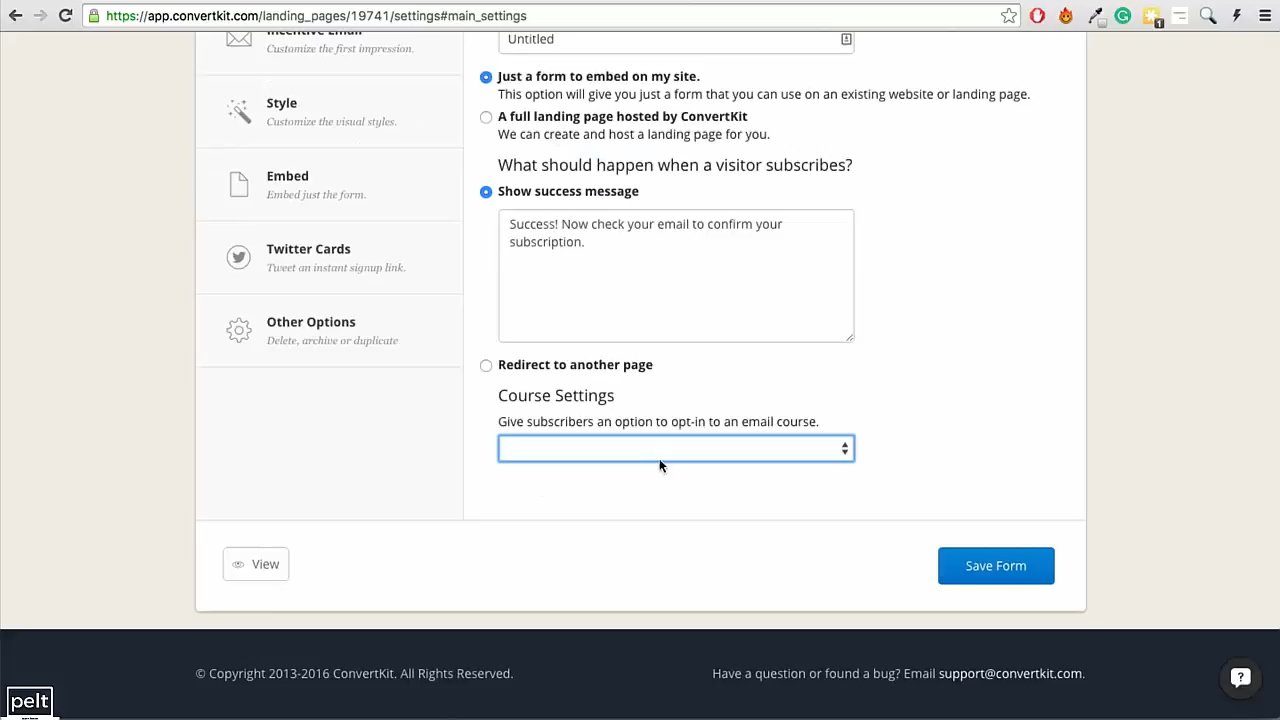 https://app.convertkit.com/landing_pages/19741/settings#main_settings
1
Incentive Email
Customize the first impression.
Style
Customize the visual styles.
Embed
Embed just the form.
Twitter Cards
Tweet an instant signup link.
Other Options
Delete, archive or duplicate
Untitled
Just a form to embed on my site.
This option will give you just a form that you can use on an existing website or landing page.
A full landing page hosted by ConvertKit
We can create and host a landing page for you.
What should happen when a visitor subscribes?
Show success message
Success! Now check your email to confirm your
subscription.
Redirect to another page
Course Settings
Give subscribers an option to opt-in to an email course.
View
Save Form
© Copyright 2013-2016 ConvertKit. All Rights Reserved.
Have a question or found a bug? Email support@convertkit.com.
pelt